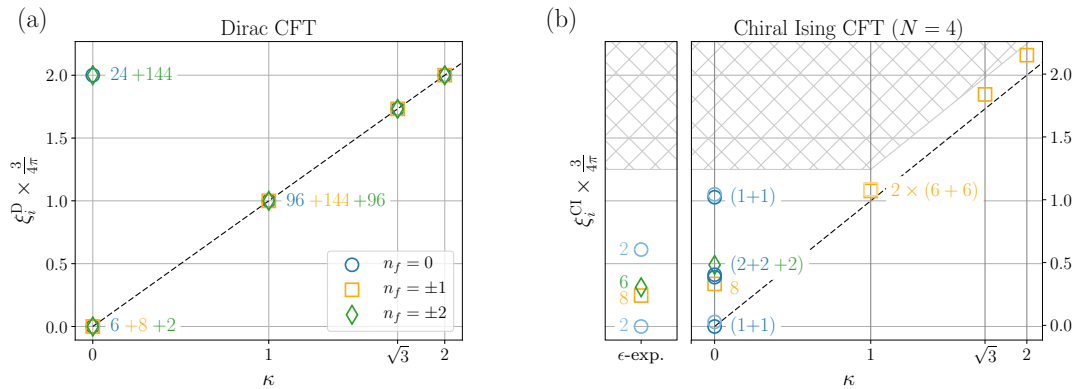 (a)
Dirac CFT
ξ_i^D × 3/4π
2.0
1.5
1.0
0.5
0.0
24 +144
96 +144 +96
6 +8 +2
n_f = 0
n_f = ±1
n_f = ±2
0
1
√3
2
κ
(b)
Chiral Ising CFT (N = 4)
2
6
8
2
ϵ-exp.
(1+1)
2 × (6 + 6)
(2+2 +2)
8
(1+1)
0
1
√3
2
κ
ξ_i^CI × 3/4π
2.0
1.5
1.0
0.5
0.0